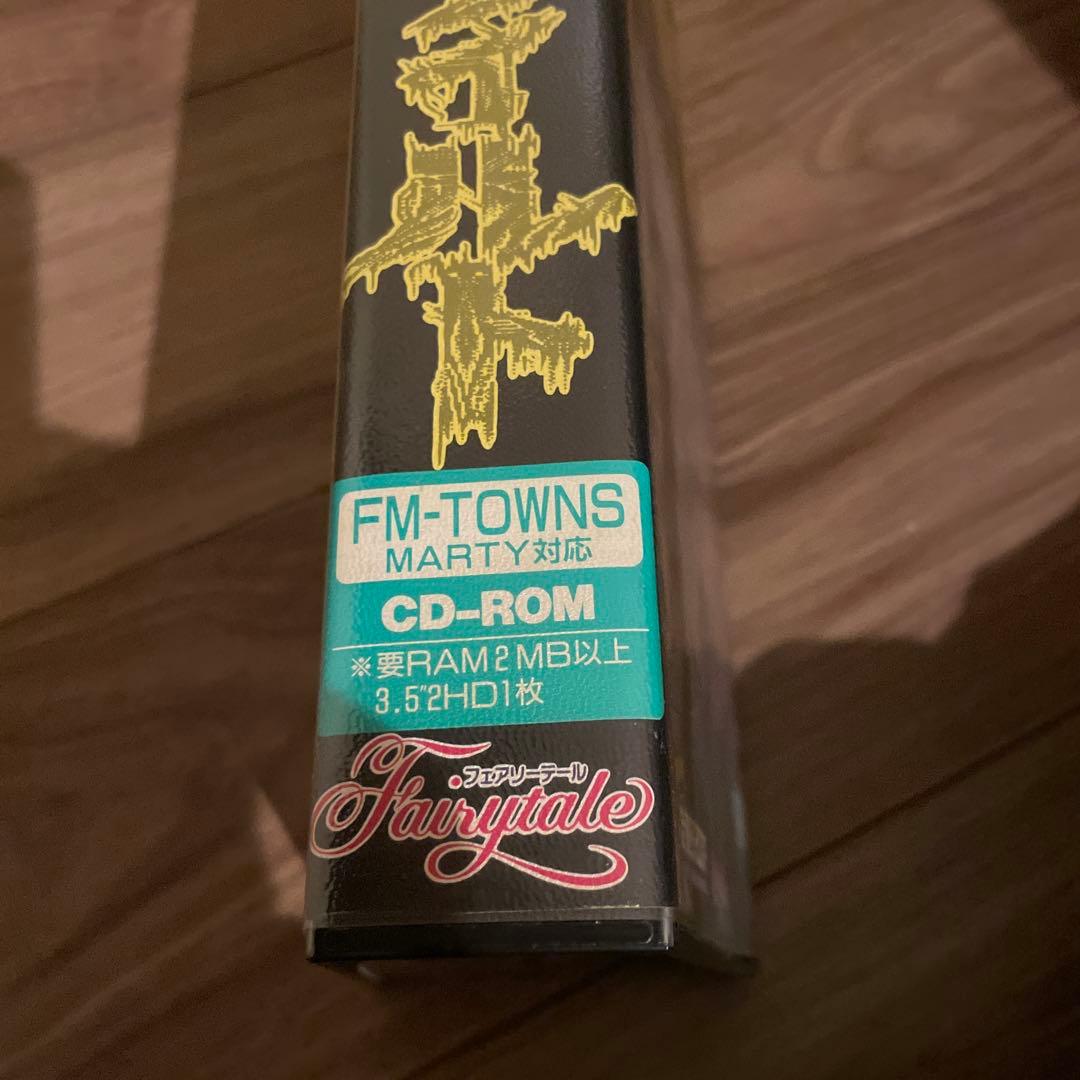 FM-TOWNS
MARTY対応
CD-ROM
※要RAM2MB以上
3.5"2HD1枚
フェアリーテール
Fairytale